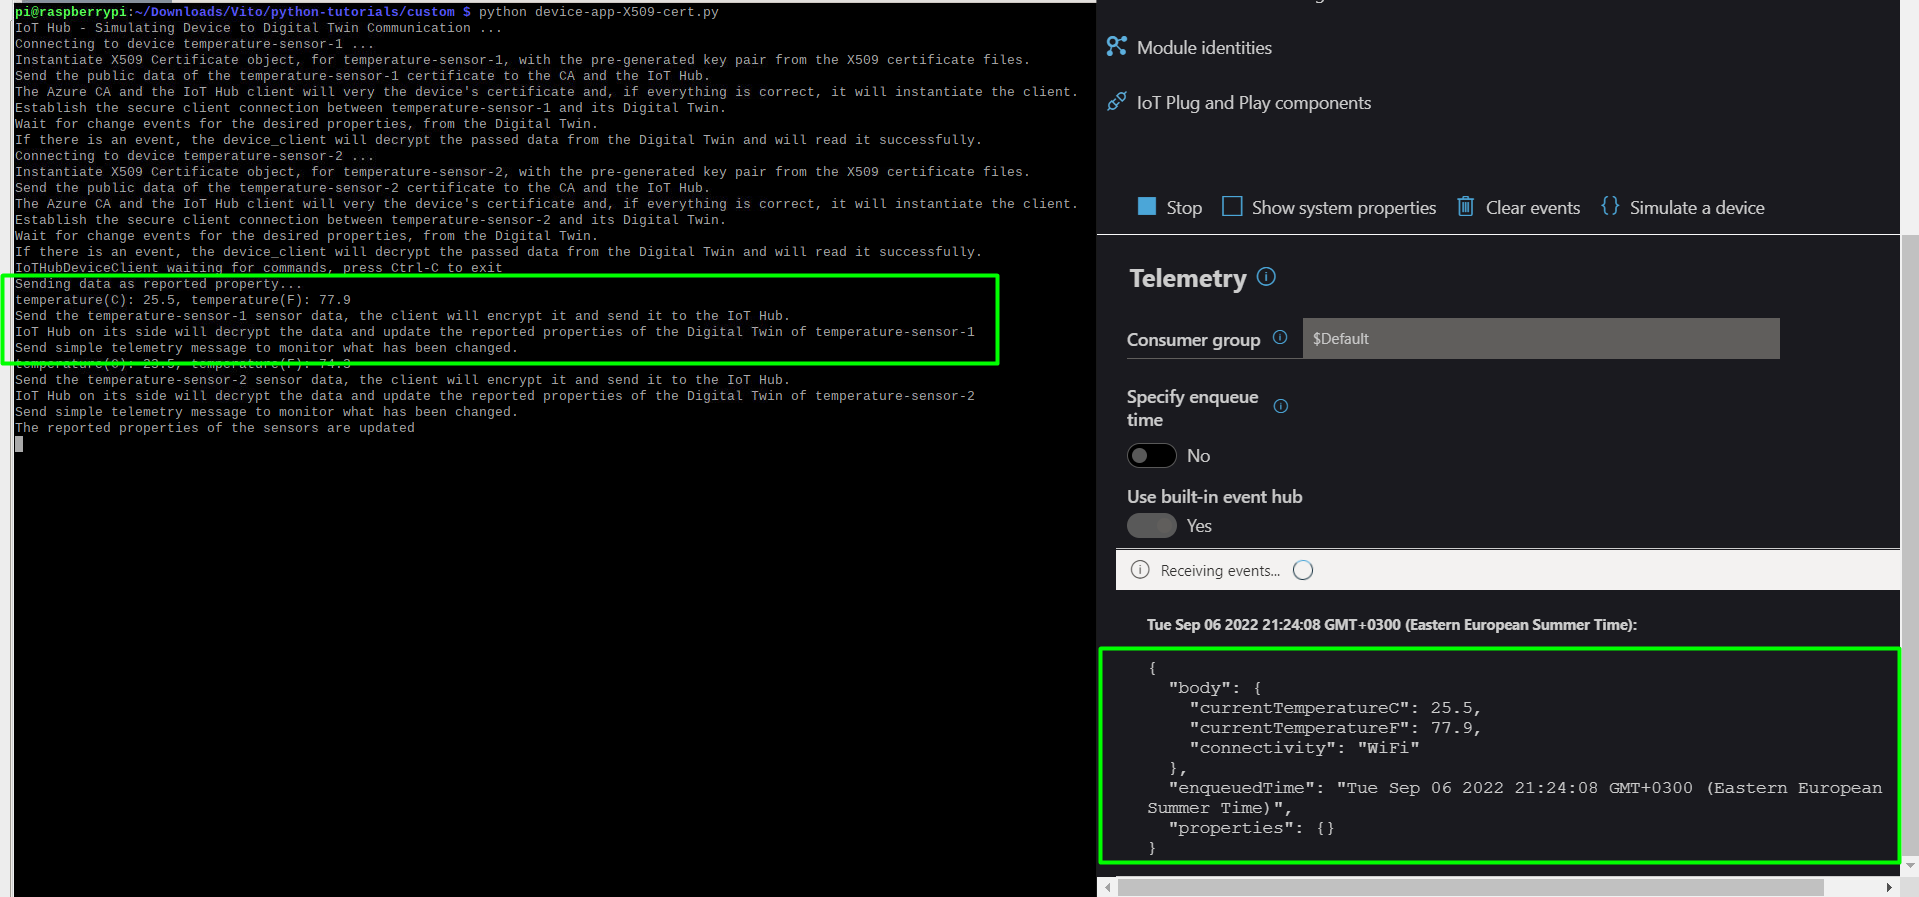 pi@raspberrypi:~/Downloads/Vito/python-tutorials/custom $ python device-app-X509-cert.py
IoT Hub - Simulating Device to Digital Twin Communication ...
Connecting to device temperature-sensor-1 ...
Instantiate X509 Certificate object, for temperature-sensor-1, with the pre-generated key pair from the X509 certificate files.
Send the public data of the temperature-sensor-1 certificate to the CA and the IoT Hub.
The Azure CA and the IoT Hub client will very the device's certificate and, if everything is correct, it will instantiate the client.
Establish the secure client connection between temperature-sensor-1 and its Digital Twin.
Wait for change events for the desired properties, from the Digital Twin.
If there is an event, the device_client will decrypt the passed data from the Digital Twin and will read it successfully.
Connecting to device temperature-sensor-2 ...
Instantiate X509 Certificate object, for temperature-sensor-2, with the pre-generated key pair from the X509 certificate files.
Send the public data of the temperature-sensor-2 certificate to the CA and the IoT Hub.
The Azure CA and the IoT Hub client will very the device's certificate and, if everything is correct, it will instantiate the client.
Establish the secure client connection between temperature-sensor-2 and its Digital Twin.
Wait for change events for the desired properties, from the Digital Twin.
If there is an event, the device_client will decrypt the passed data from the Digital Twin and will read it successfully.
IoTHubDeviceClient waiting for commands, press Ctrl-C to exit
Sending data as reported property...
temperature(C): 25.5, temperature(F): 77.9
Send the temperature-sensor-1 sensor data, the client will encrypt it and send it to the IoT Hub.
IoT Hub on its side will decrypt the data and update the reported properties of the Digital Twin of temperature-sensor-1
Send simple telemetry message to monitor what has been changed.
temperature(C): 23.5, temperature(F): 74.3
Send the temperature-sensor-2 sensor data, the client will encrypt it and send it to the IoT Hub.
IoT Hub on its side will decrypt the data and update the reported properties of the Digital Twin of temperature-sensor-2
Send simple telemetry message to monitor what has been changed.
The reported properties of the sensors are updated
Module identities
IoT Plug and Play components
Stop Show system properties Clear events {} Simulate a device
Telemetry
Consumer group $Default
Specify enqueue
time
No
Use built-in event hub
Yes
Receiving events...
Tue Sep 06 2022 21:24:08 GMT+0300 (Eastern European Summer Time):
{
"body": {
"currentTemperatureC": 25.5,
"currentTemperatureF": 77.9,
"connectivity": "WiFi"
},
"enqueuedTime": "Tue Sep 06 2022 21:24:08 GMT+0300 (Eastern European
Summer Time)",
"properties": {}
}